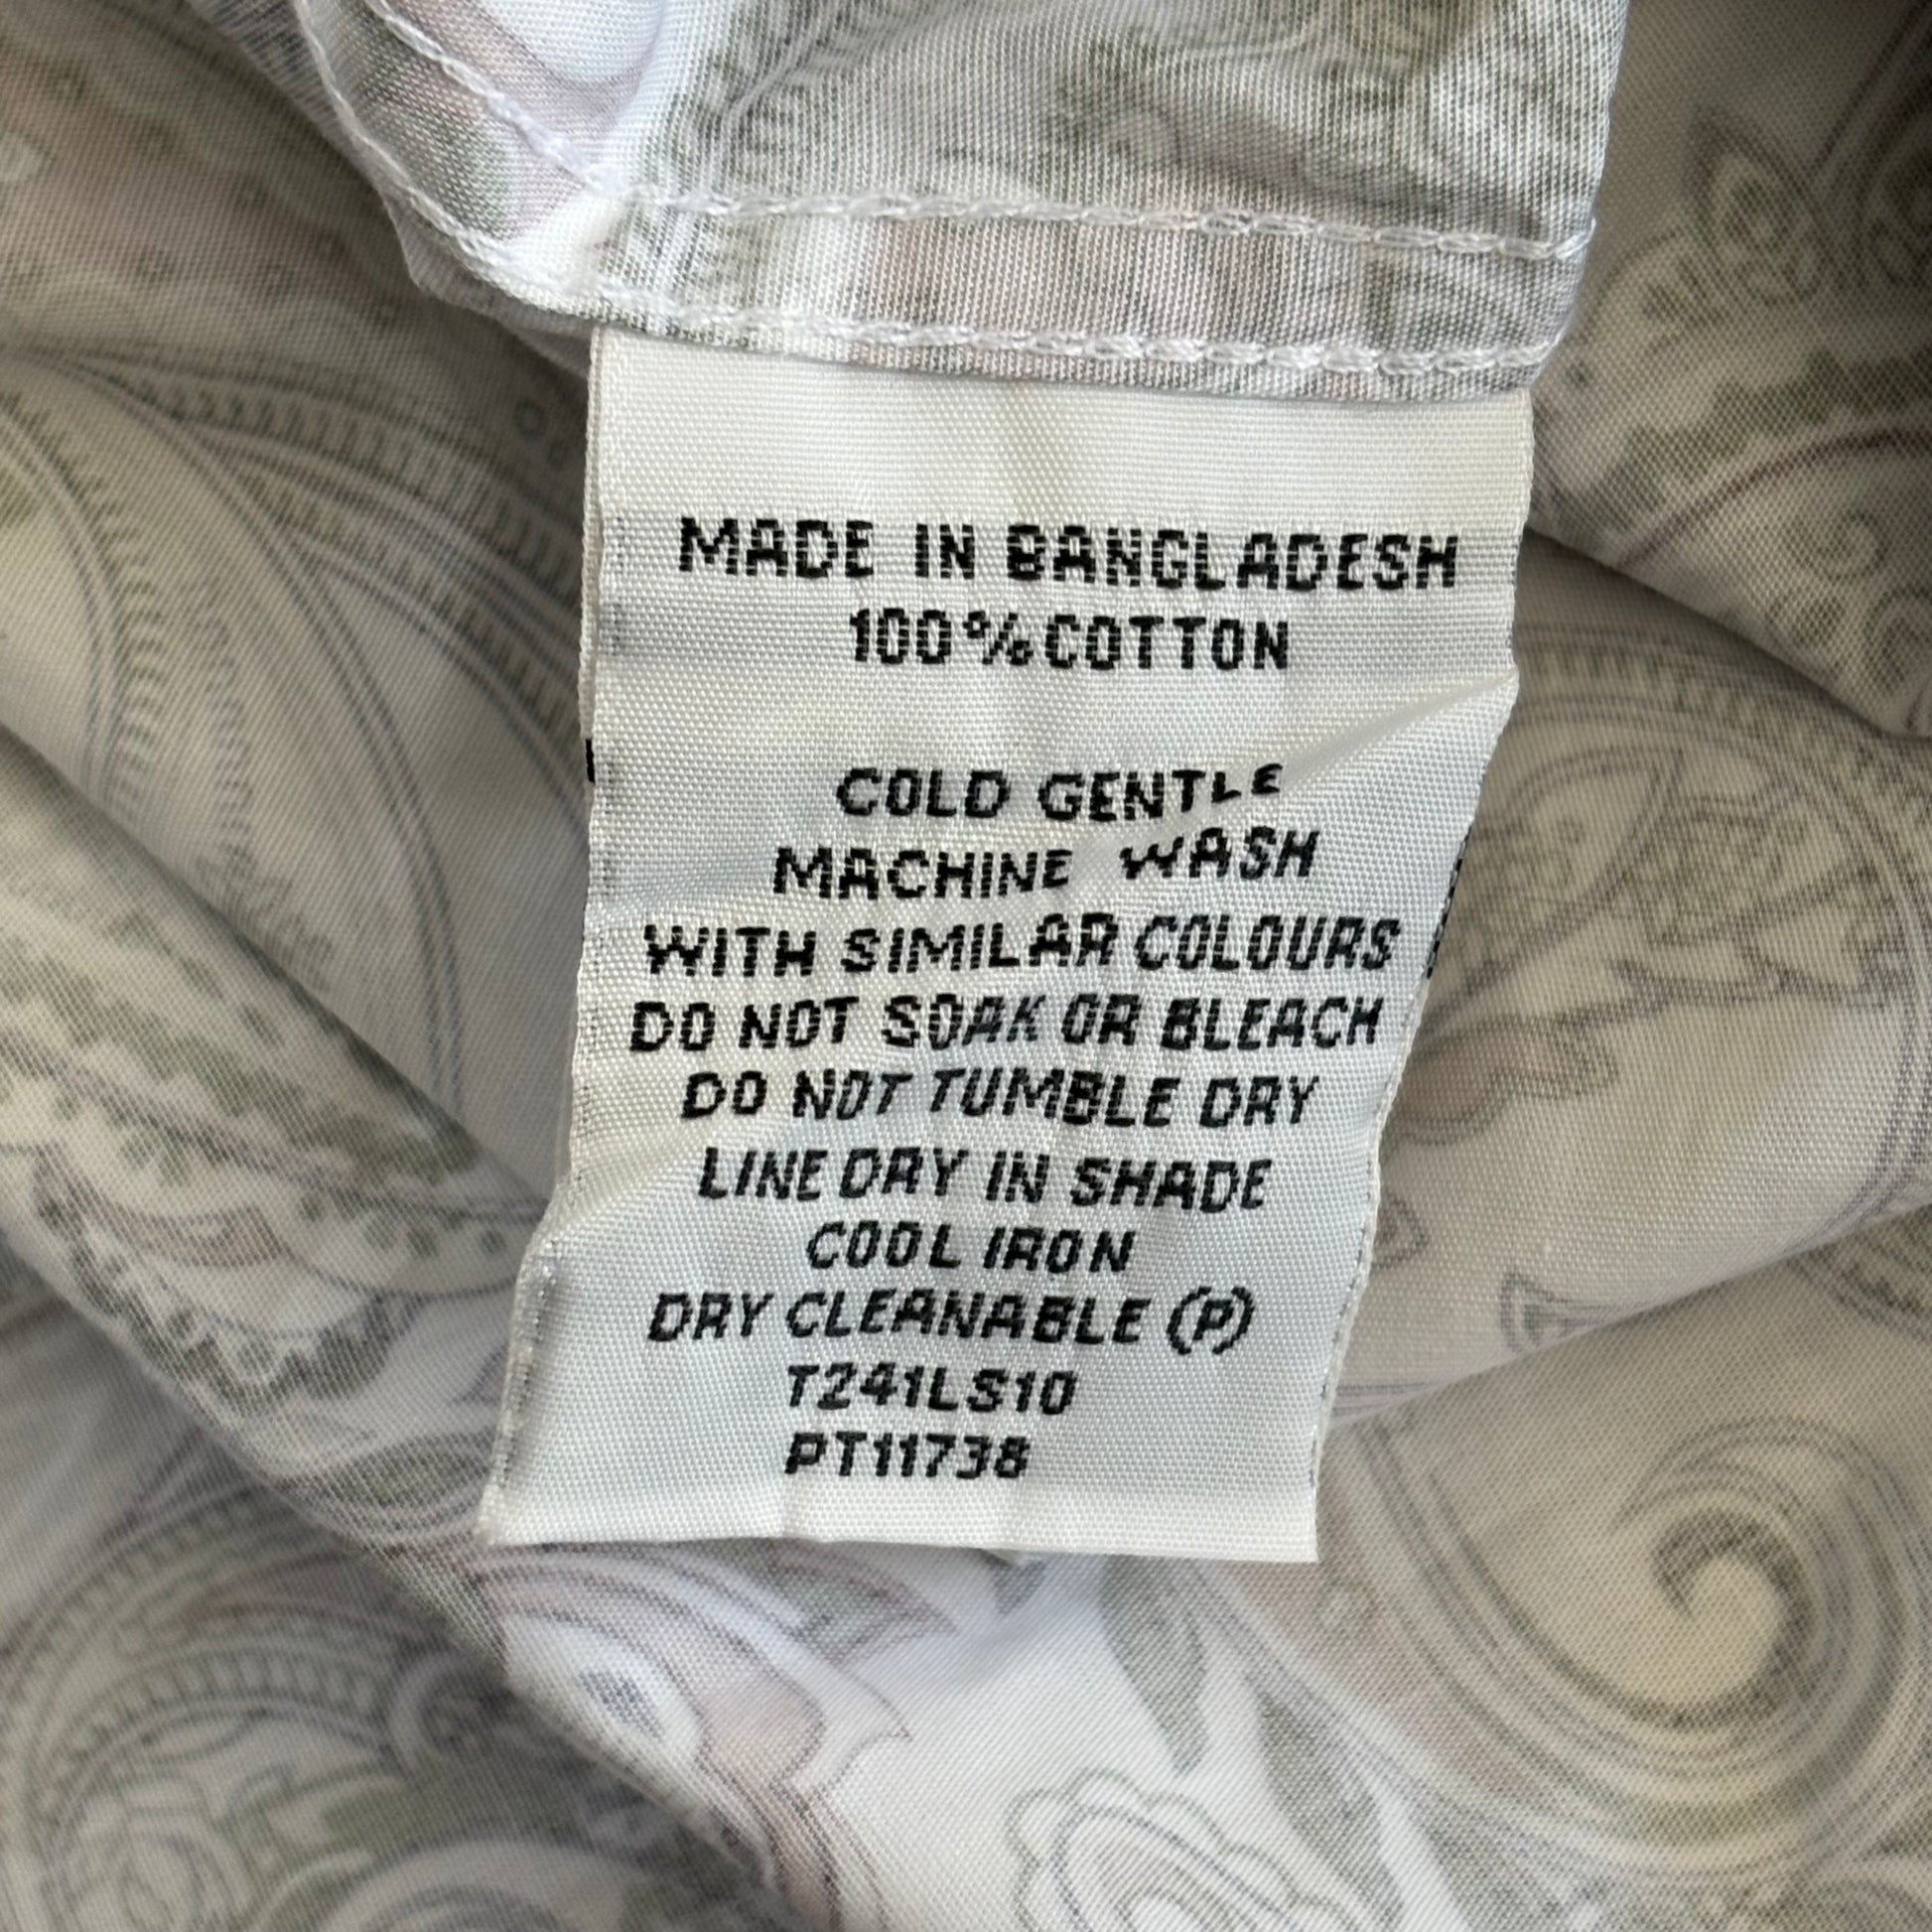 MADE IN BANGLADESH
100% COTTON
COLD GENTLE
MACHINE WASH
WITH SIMILAR COLOURS
DO NOT SOAK OR BLEACH
DO NOT TUMBLE DRY
LINE DRY IN SHADE
COOL IRON
DRY CLEANABLE (P)
T241LS10
PT11738